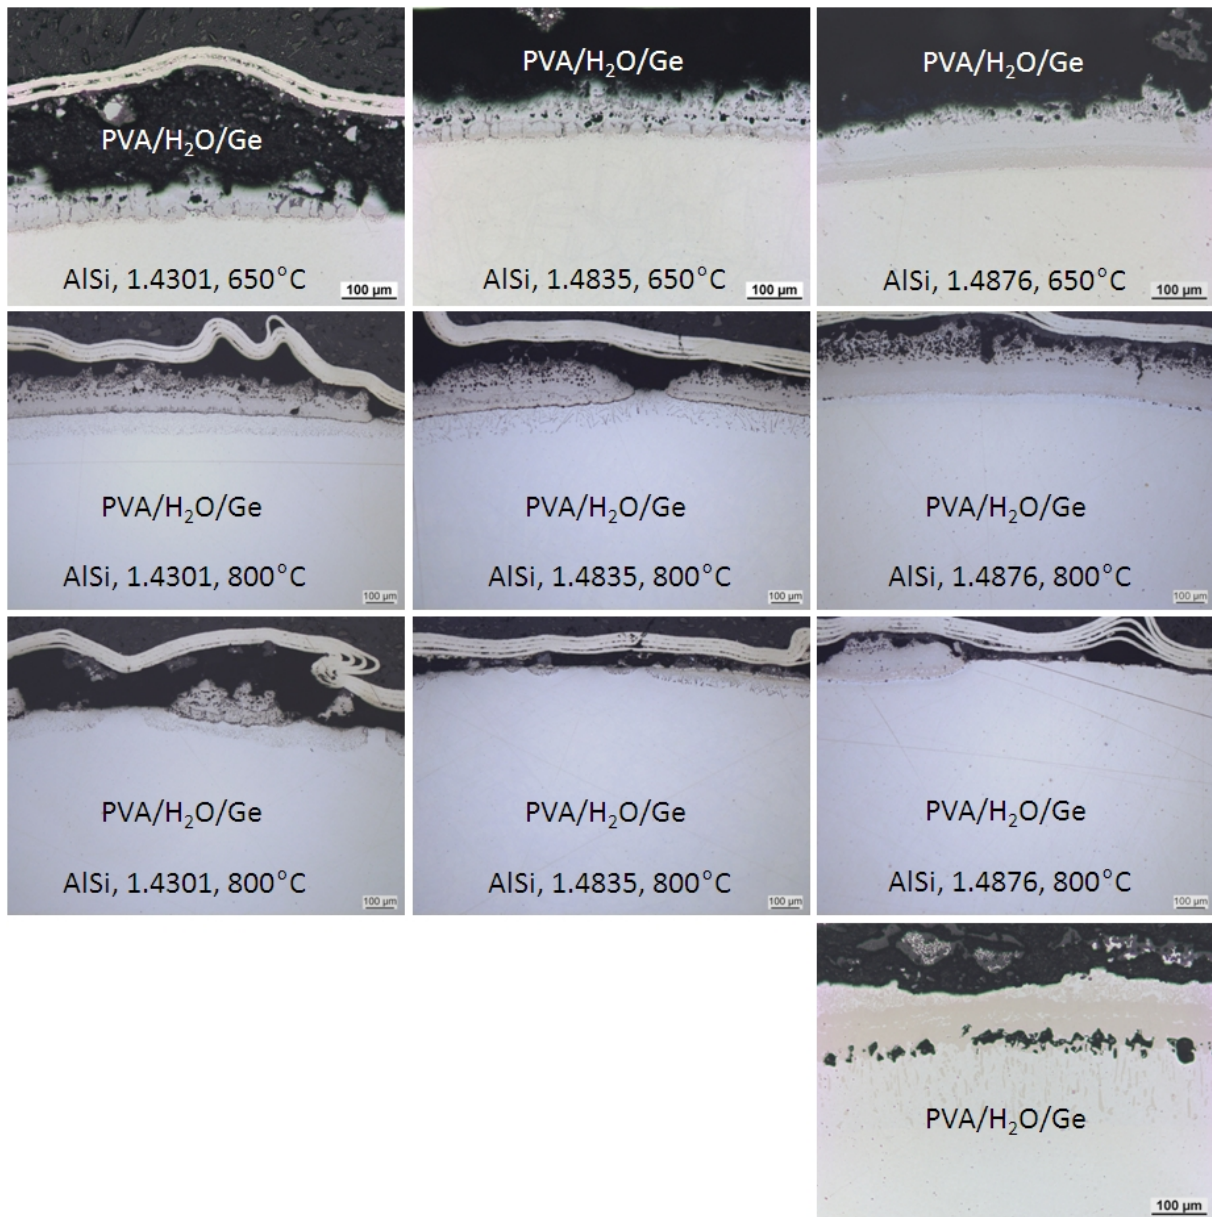 PVA/H₂O/Ge
AlSi, 1.4301, 650°C
100 µm
PVA/H₂O/Ge
AlSi, 1.4835, 650°C
100 µm
PVA/H₂O/Ge
AlSi, 1.4876, 650°C
100 µm
PVA/H₂O/Ge
AlSi, 1.4301, 800°C
100 µm
PVA/H₂O/Ge
AlSi, 1.4835, 800°C
100 µm
PVA/H₂O/Ge
AlSi, 1.4876, 800°C
100 µm
PVA/H₂O/Ge
AlSi, 1.4301, 800°C
100 µm
PVA/H₂O/Ge
AlSi, 1.4835, 800°C
100 µm
PVA/H₂O/Ge
AlSi, 1.4876, 800°C
100 µm
PVA/H₂O/Ge
100 µm